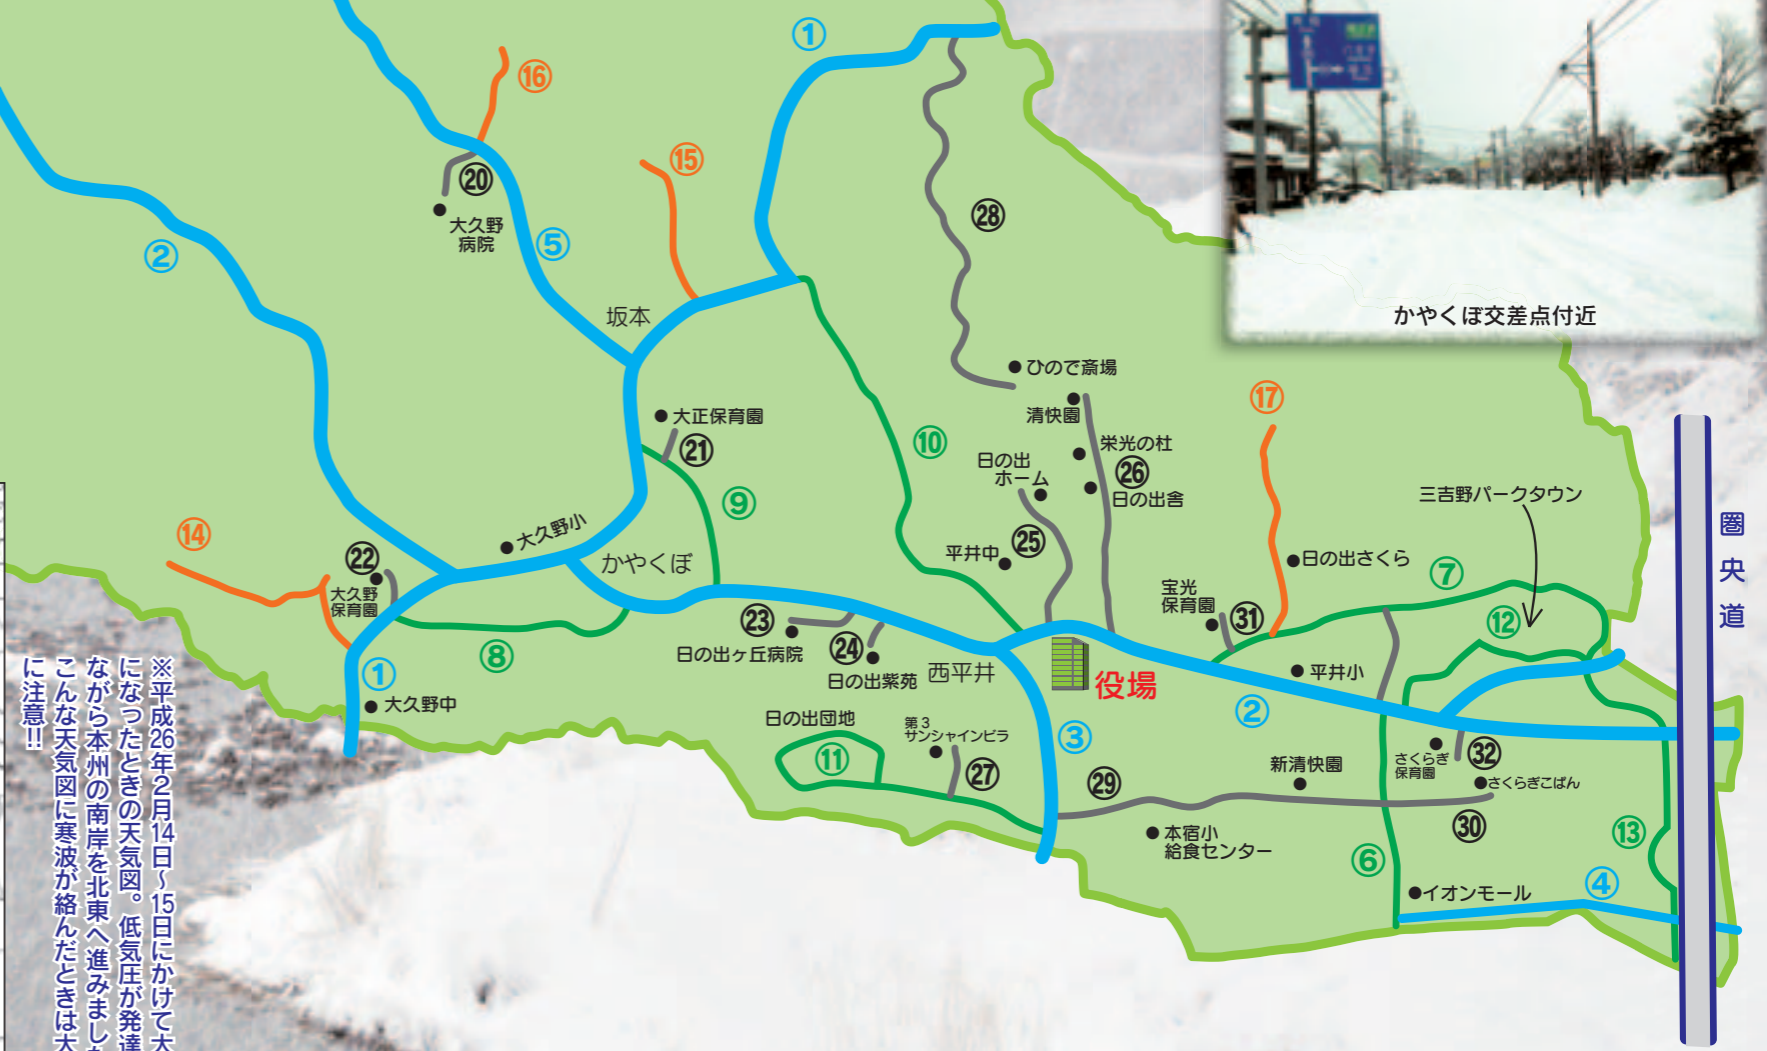 ①
⑯
⑮
⑳
大久野
病院
②
⑤
㉘
坂本
かやくぼ交差点付近
ひので斎場
清快園
⑰
大正保育園
㉑
⑩
栄光の杜
㉖
日の出舎
日の出
ホーム
三吉野パークタウン
⑨
圏央道
⑭
大久野小
㉒
大久野
保育園
かやくぼ
平井中
㉕
日の出さくら
宝光
保育園
㉛
⑦
⑫
⑧
㉓
日の出ヶ丘病院
㉔
日の出紫苑
西平井
役場
平井小
①
大久野中
②
日の出団地
⑪
第3
サンシャインビラ
㉗
③
㉙
新清快園
さくらぎ
保育園
㉜
さくらぎこばん
㉚
⑬
本宿小
給食センター
⑥
イオンモール
④
※平成26年2月14日～15日にかけて大
になったときの天気図。低気圧が発達
ながら本州の南岸を北東へ進みました
こんな天気図に寒波が絡んだときは大
に注意!!